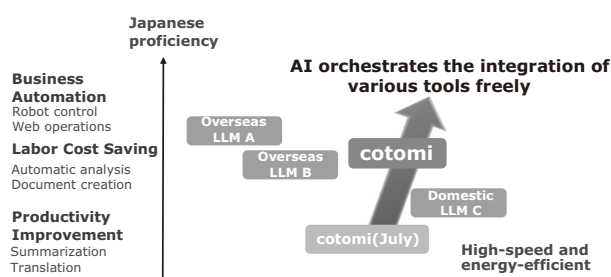 Japanese
proficiency
AI orchestrates the integration of
various tools freely
Business
Automation
Robot control
Web operations
Labor Cost Saving
Automatic analysis
Document creation
Productivity
Improvement
Summarization
Translation
Overseas
LLM A
Overseas
LLM B
cotomi
Domestic
LLM C
cotomi(July)
High-speed and
energy-efficient